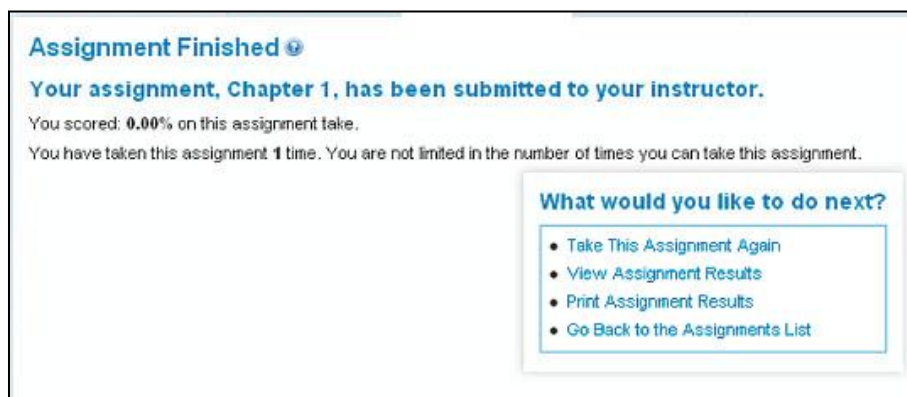 Assignment Finished
Your assignment, Chapter 1, has been submitted to your instructor.
You scored: 0.00% on this assignment take.
You have taken this assignment 1 time. You are not limited in the number of times you can take this assignment.
What would you like to do next?
• Take This Assignment Again
• View Assignment Results
• Print Assignment Results
• Go Back to the Assignments List